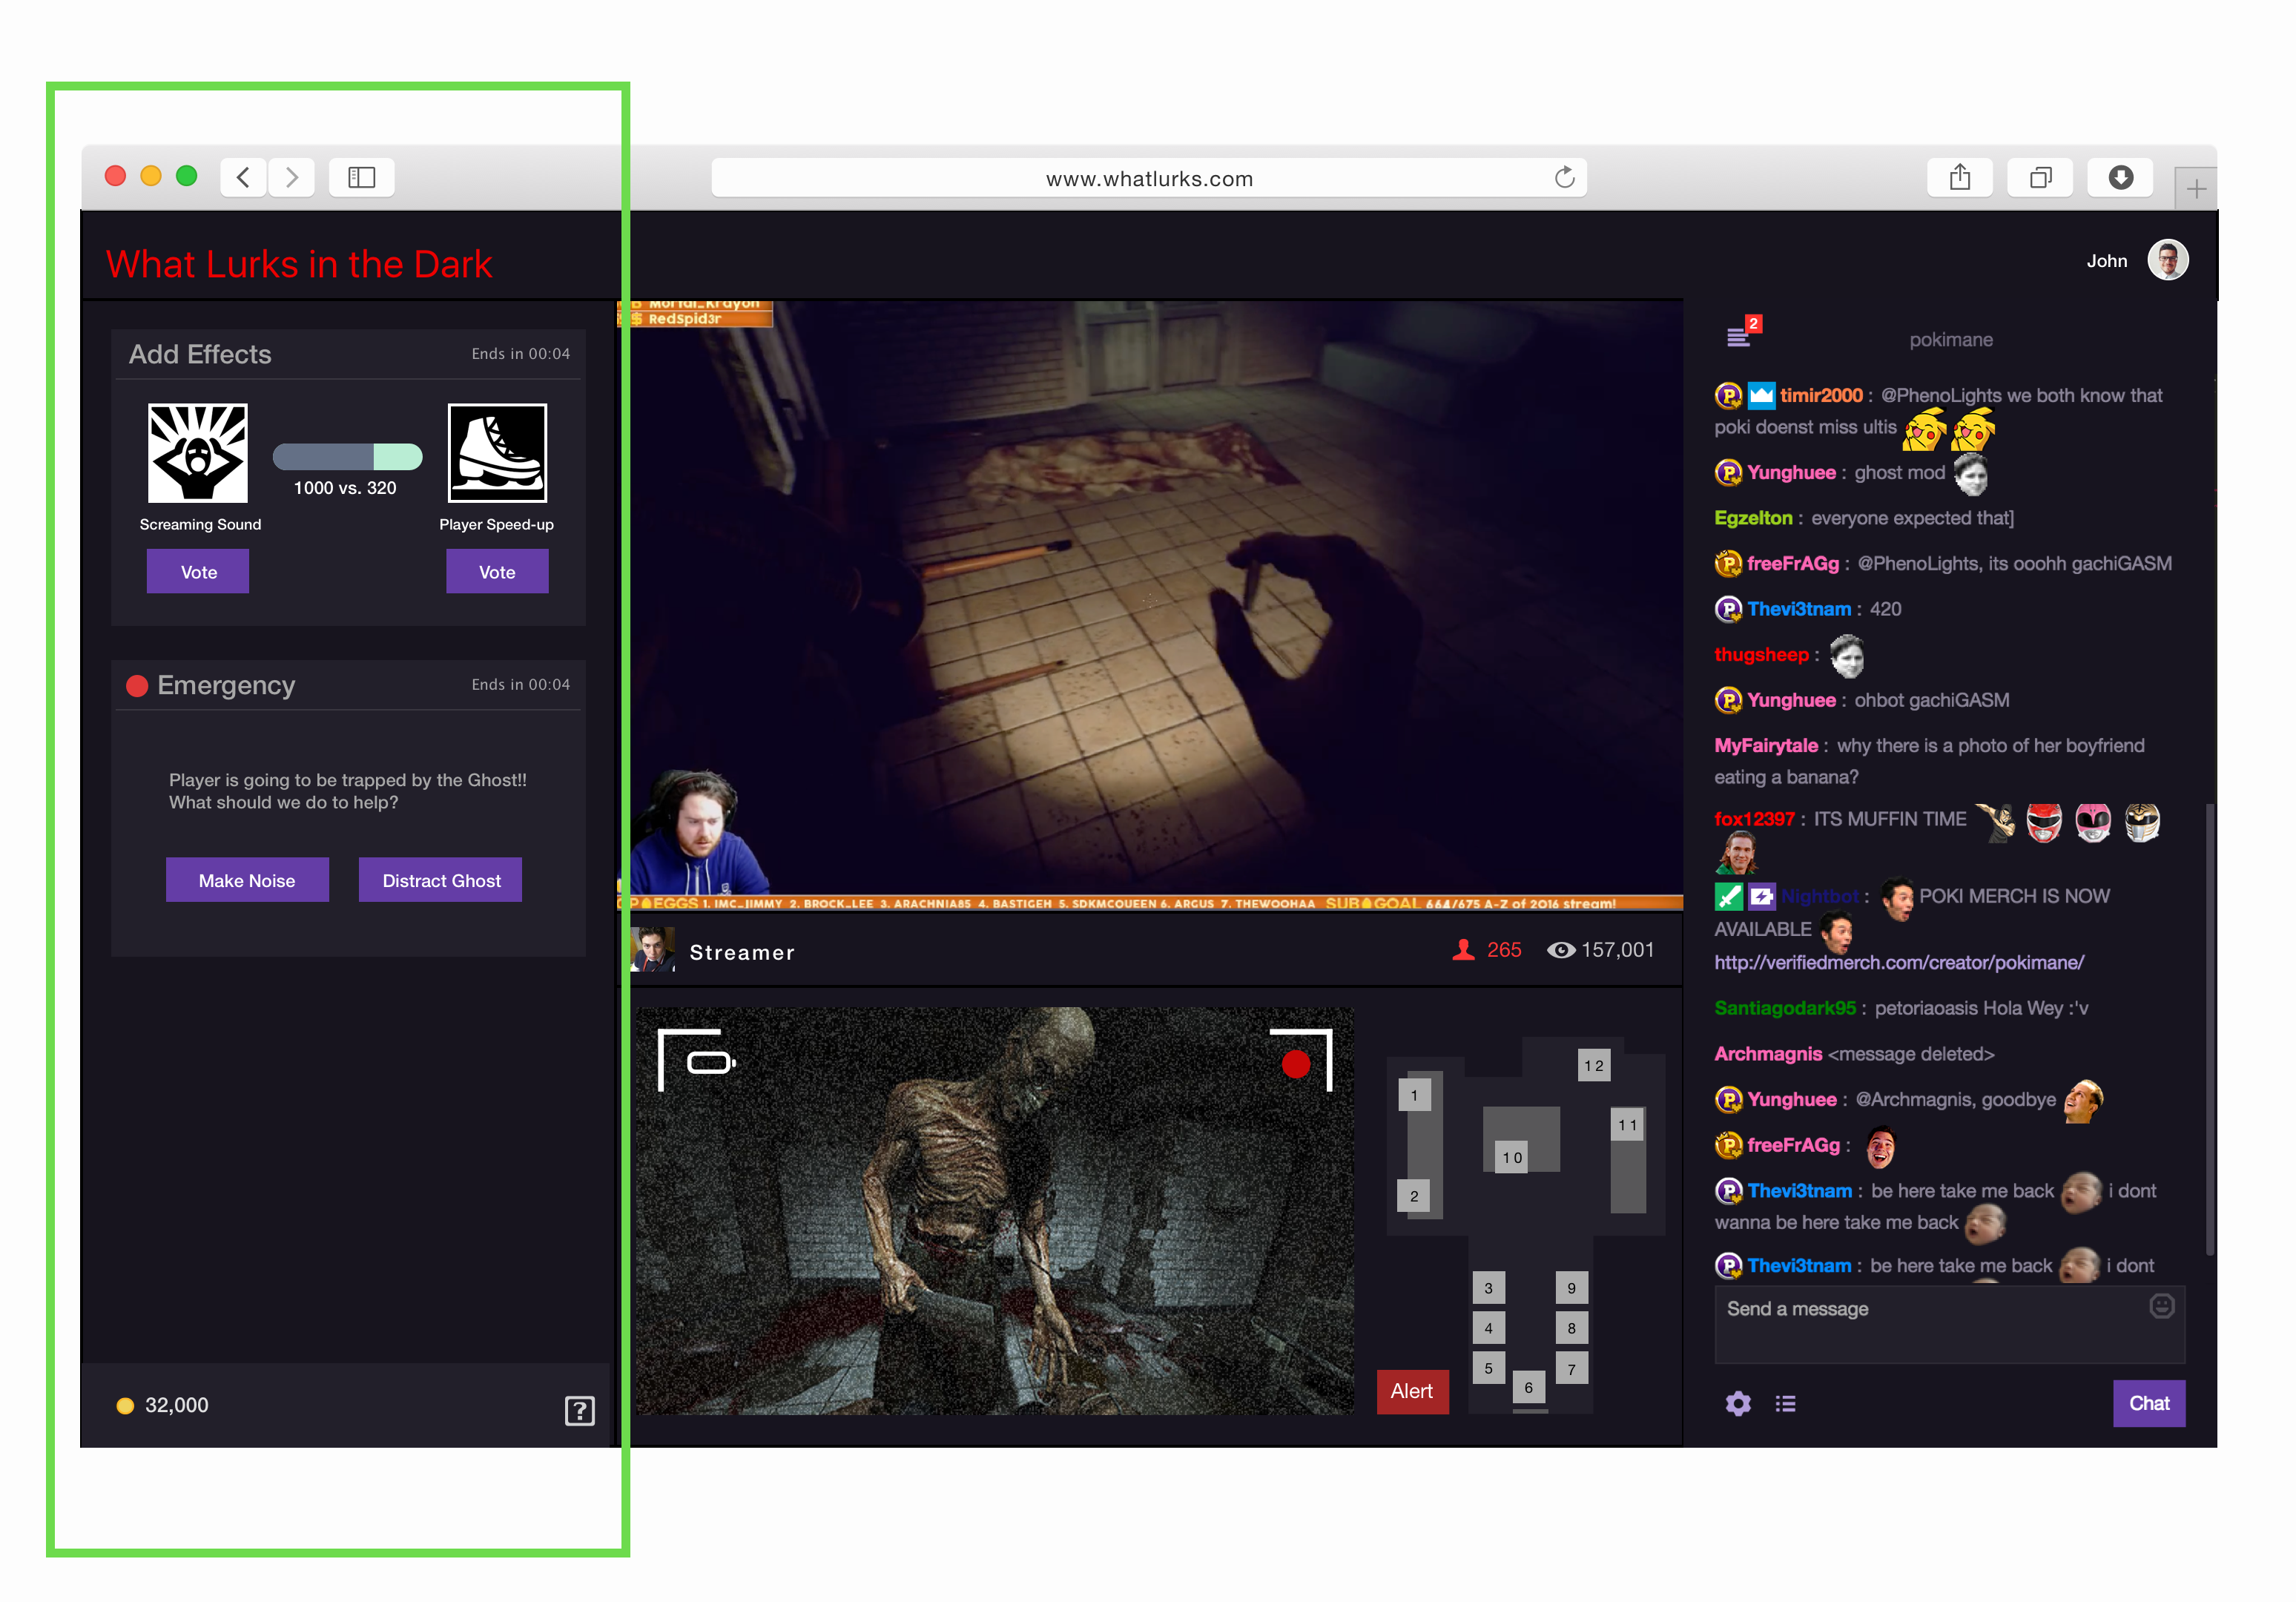 www.whatlurks.com
What Lurks in the Dark
John
Add Effects
Ends in 00:04
1000 vs. 320
Screaming Sound
Player Speed-up
Vote
Vote
Emergency
Ends in 00:04
Player is going to be trapped by the Ghost!!
What should we do to help?
Make Noise
Distract Ghost
32,000
?
Mortal_Krayon
$ RedSpid3r
EGGS 1. IMC_JIMMY 2. BROCK_LEE 3. ARACHNIA85 4. BASTIGEH 5. SDKMCQUEEN 6. ARGUS 7. THEWOOHAA SUB GOAL 664/675 A-Z of 2016 stream!
Streamer
265
157,001
1
2
3
4
5
6
7
8
9
10
11
12
Alert
2
pokimane
timir2000 : @PhenoLights we both know that
poki doenst miss ultis
Yunghuee : ghost mod
Egzelton : everyone expected that]
freeFrAGg : @PhenoLights, its ooohh gachiGASM
Thevi3tnam : 420
thugsheep :
Yunghuee : ohbot gachiGASM
MyFairytale : why there is a photo of her boyfriend
eating a banana?
fox12397 : ITS MUFFIN TIME
Nightbot : POKI MERCH IS NOW
AVAILABLE
http://verifiedmerch.com/creator/pokimane/
Santiagodark95 : petoriaoasis Hola Wey :'v
Archmagnis <message deleted>
Yunghuee : @Archmagnis, goodbye
freeFrAGg :
Thevi3tnam : be here take me back i dont
wanna be here take me back
Thevi3tnam : be here take me back i dont
Send a message
Chat